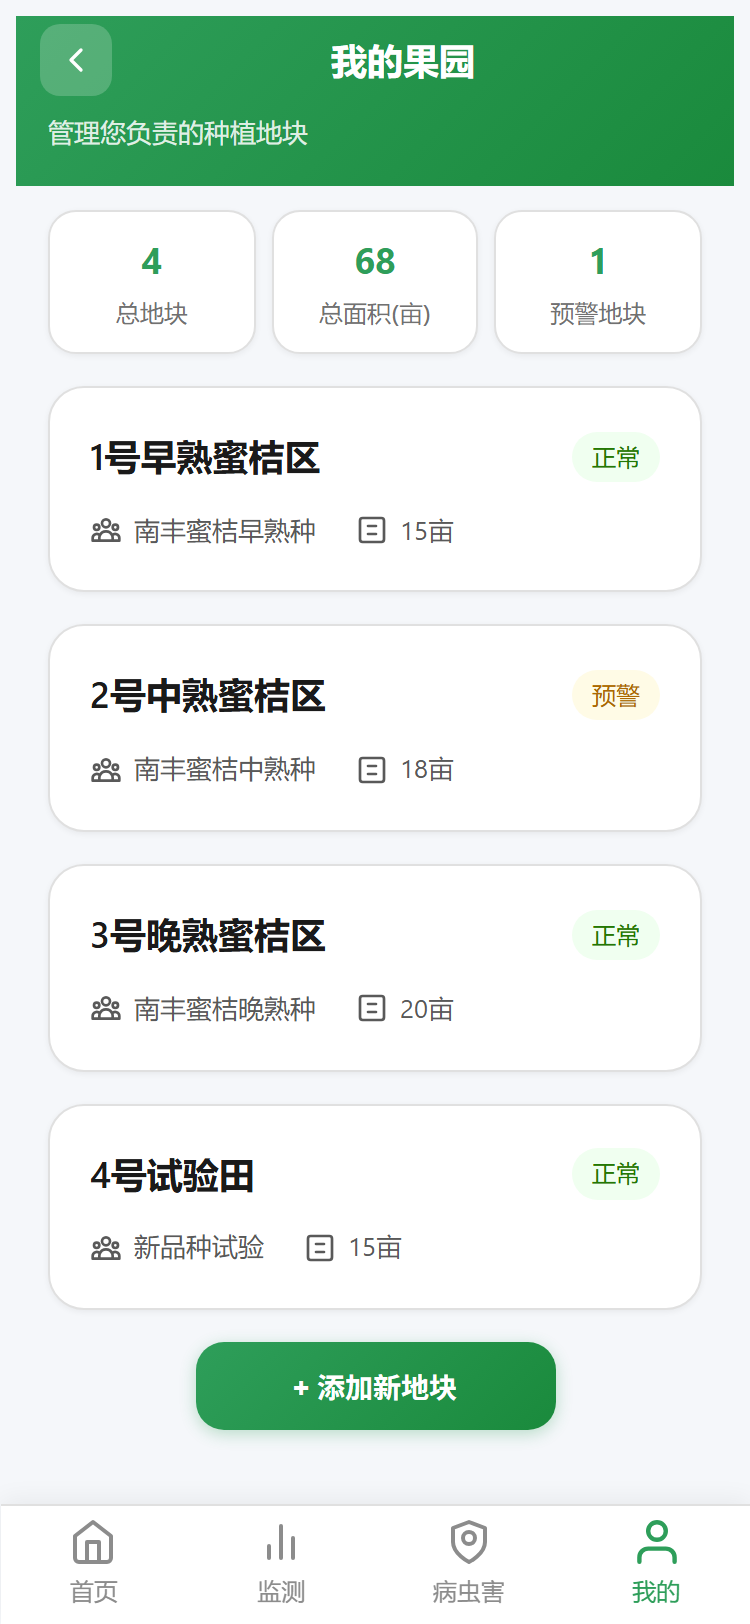 我的果园
管理您负责的种植地块
4
总地块
68
总面积(亩)
1
预警地块
1号早熟蜜桔区
正常
南丰蜜桔早熟种 15亩
2号中熟蜜桔区
预警
南丰蜜桔中熟种 18亩
3号晚熟蜜桔区
正常
南丰蜜桔晚熟种 20亩
4号试验田
正常
新品种试验 15亩
+ 添加新地块
首页
监测
病虫害
我的